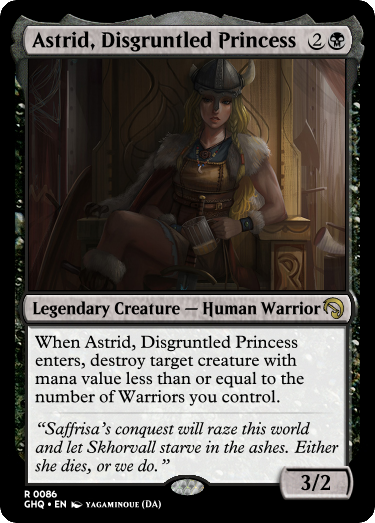 Astrid, Disgruntled Princess 2
Legendary Creature — Human Warrior
When Astrid, Disgruntled Princess
enters, destroy target creature with
mana value less than or equal to the
number of Warriors you control.
“Saffrisa’s conquest will raze this world
and let Skhorvall starve in the ashes. Either
she dies, or we do.”
3/2
R 0086
GHQ • EN YAGAMINOUE (DA)